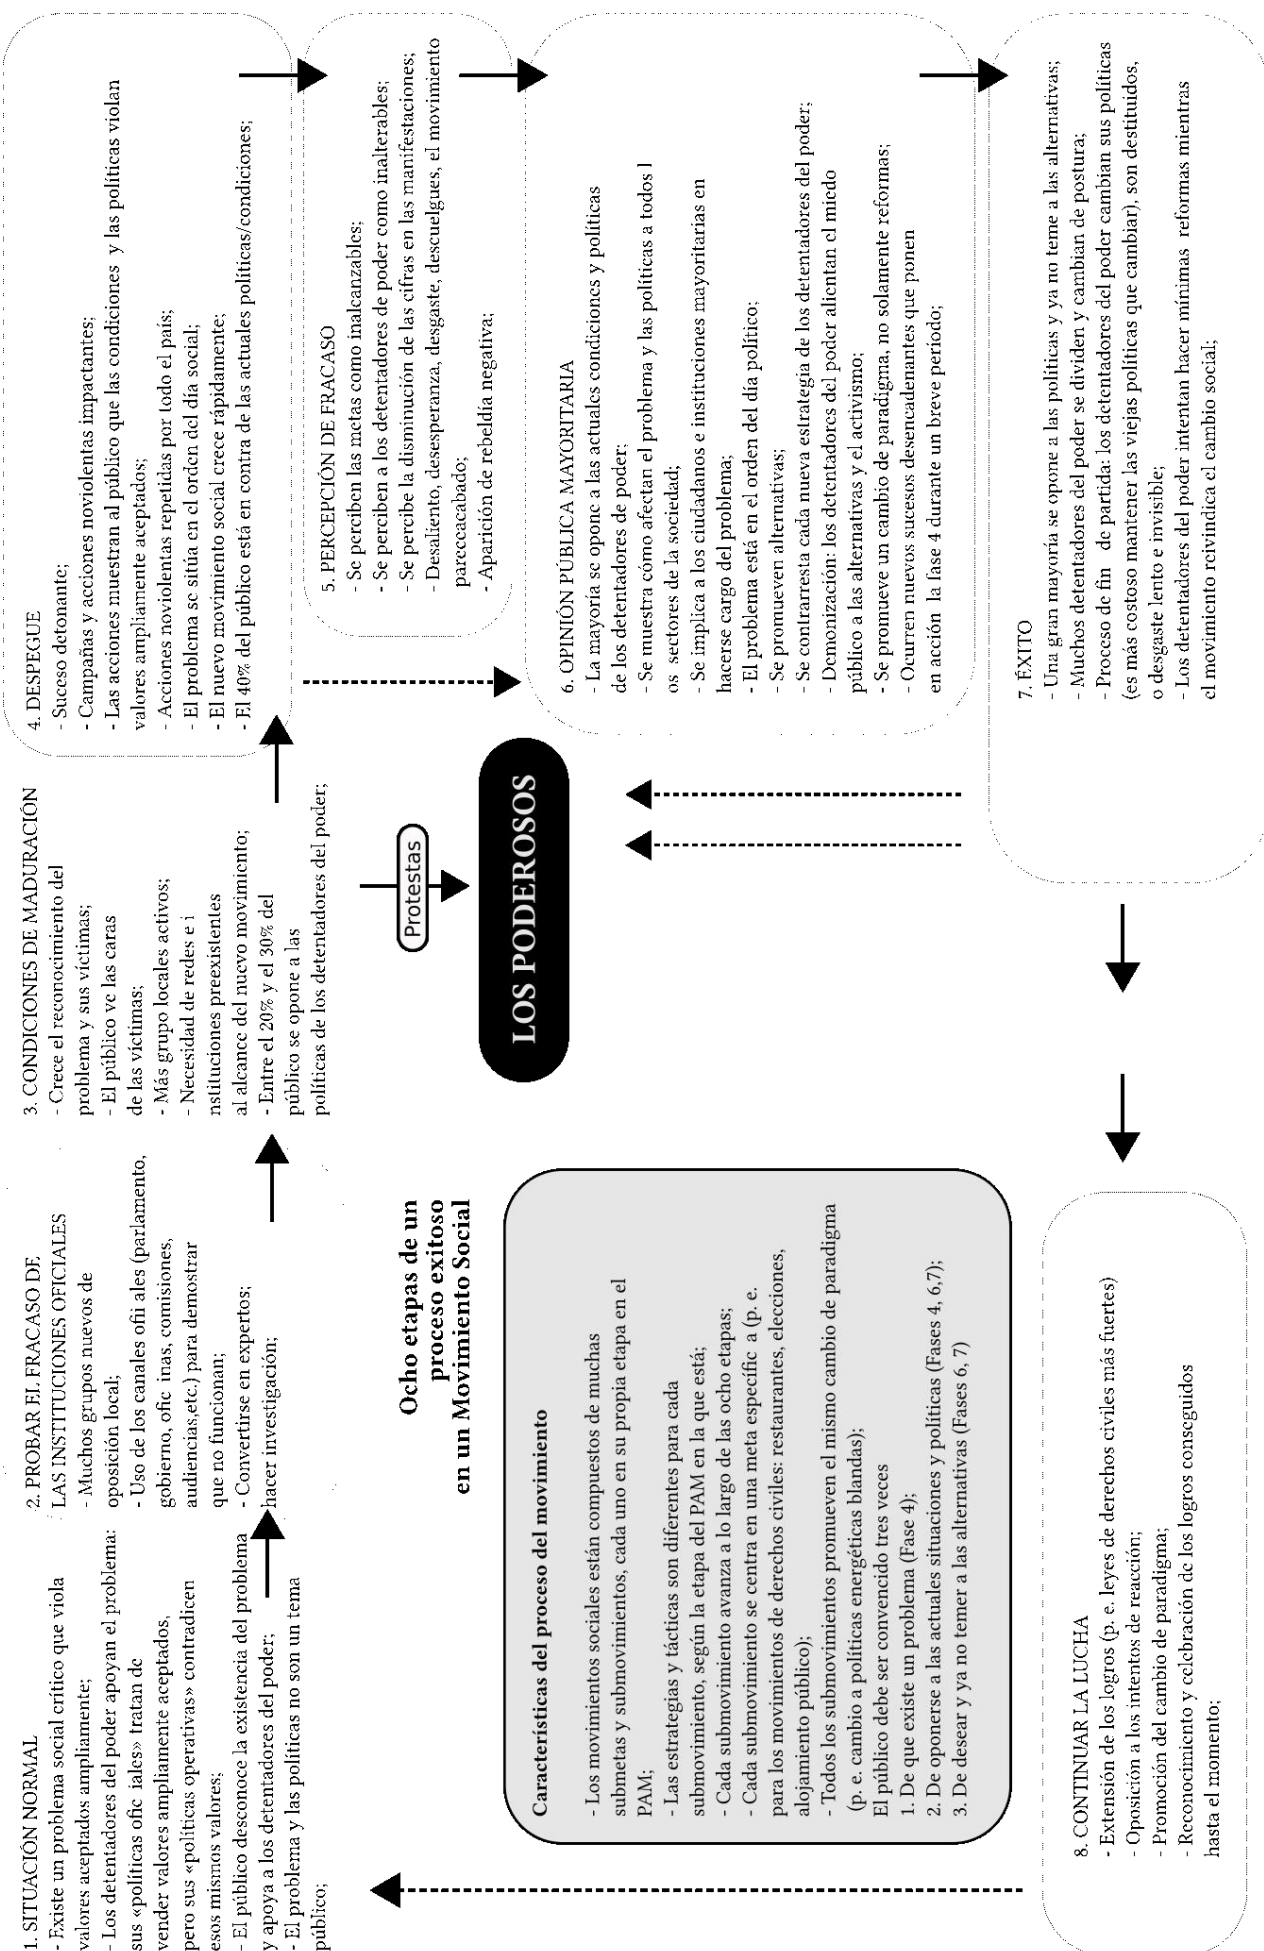 1. SITUACIÓN NORMAL
- Existe un problema social crítico que viola
valores aceptados ampliamente;
- Los detentadores del poder apoyan el problema:
sus «políticas ofic iales» tratan de
vender valores ampliamente aceptados,
pero sus «políticas operativas» contradicen
esos mismos valores;
- El público desconoce la existencia del problema
y apoya a los detentadores del poder;
- El problema y las políticas no son un tema
público;
2. PROBAR EL FRACASO DE
LAS INSTITUCIONES OFICIALES
- Muchos grupos nuevos de
oposición local;
- Uso de los canales ofii ales (parlamento,
gobierno, ofic inas, comisiones,
audiencias,etc.) para demostrar
que no funcionan;
- Convertirse en expertos;
hacer investigación;
3. CONDICIONES DE MADURACIÓN
- Crece el reconocimiento del
problema y sus víctimas;
- El público ve las caras
de las víctimas;
- Más grupo locales activos;
- Necesidad de redes e i
nstituciones preexistentes
al alcance del nuevo movimiento;
- Entre el 20% y el 30% del
público se opone a las
políticas de los detentadores del poder;
4. DESPEGUE
- Suceso detonante;
- Campañas y acciones noviolentas impactantes;
- Las acciones muestran al público que las condiciones y las políticas violan
valores ampliamente aceptados;
- Acciones noviolentas repetidas por todo el país;
- El problema se sitúa en el orden del día social;
- El nuevo movimiento social crece rápidamente;
- El 40% del público está en contra de las actuales políticas/condiciones;
5. PERCEPCIÓN DE FRACASO
- Se perciben las metas como inalcanzables;
- Se perciben a los detentadores de poder como inalterables;
- Se percibe la disminución de las cifras en las manifestaciones;
- Desaliento, desesperanza, desgaste, descuelgues, el movimiento
pareceacabado;
- Aparición de rebeldía negativa;
6. OPINIÓN PÚBLICA MAYORITARIA
- La mayoría se opone a las actuales condiciones y políticas
de los detentadores de poder;
- Se muestra cómo afectan el problema y las políticas a todos l
os sectores de la sociedad;
- Se implica a los ciudadanos e instituciones mayoritarias en
hacerse cargo del problema;
- El problema está en el orden del día político;
- Se promueven alternativas;
- Se contrarresta cada nueva estrategia de los detentadores del poder;
- Demonización: los detentadores del poder alientan el miedo
público a las alternativas y el activismo;
- Se promueve un cambio de paradigma, no solamente reformas;
- Ocurren nuevos sucesos desencadenantes que ponen
en acción la fase 4 durante un breve período;
7. ÉXITO
- Una gran mayoría se opone a las políticas y ya no teme a las alternativas;
- Muchos detentadores del poder se dividen y cambian de postura;
- Proceso de fin de partida: los detentadores del poder cambian sus políticas
(es más costoso mantener las viejas políticas que cambiar), son destituídos,
o desgaste lento e invisible;
- Los detentadores del poder intentan hacer mínimas reformas mientras
el movimiento reivindica el cambio social;
Protestas
LOS PODEROSOS
Ocho etapas de un
proceso exitoso
en un Movimiento Social
Características del proceso del movimiento
- Los movimientos sociales están compuestos de muchas
submetas y submovimientos, cada uno en su propia etapa en el
PAM;
- Las estrategias y tácticas son diferentes para cada
submovimiento, según la etapa del PAM en la que está;
- Cada submovimiento avanza a lo largo de las ocho etapas;
- Cada submovimiento se centra en una meta específic a (p. e.
para los movimientos de derechos civiles: restaurantes, elecciones,
alojamiento público);
- Todos los submovimientos promueven el mismo cambio de paradigma
(p. e. cambio a políticas energéticas blandas);
El público debe ser convencido tres veces
1. De que existe un problema (Fase 4);
2. De oponerse a las actuales situaciones y políticas (Fases 4, 6,7);
3. De desear y ya no temer a las alternativas (Fases 6, 7)
8. CONTINUAR LA LUCHA
- Extensión de los logros (p. e. leyes de derechos civiles más fuertes)
- Oposición a los intentos de reacción;
- Promoción del cambio de paradigma;
- Reconocimiento y celebración de los logros conseguidos
hasta el momento;